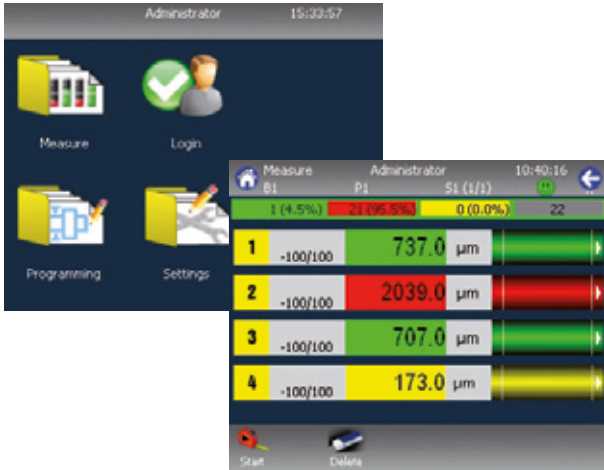 Administrator 15:33:57
Measure Login
Programming Settings
Measure Administrator 10:40:16
B1 P1 S1 (1/1)
1 (4.5%) 21 (95.5%) 0 (0.0%) 22
1 -100/100 737.0 µm
2 -100/100 2039.0 µm
3 -100/100 707.0 µm
4 -100/100 173.0 µm
Start Delete